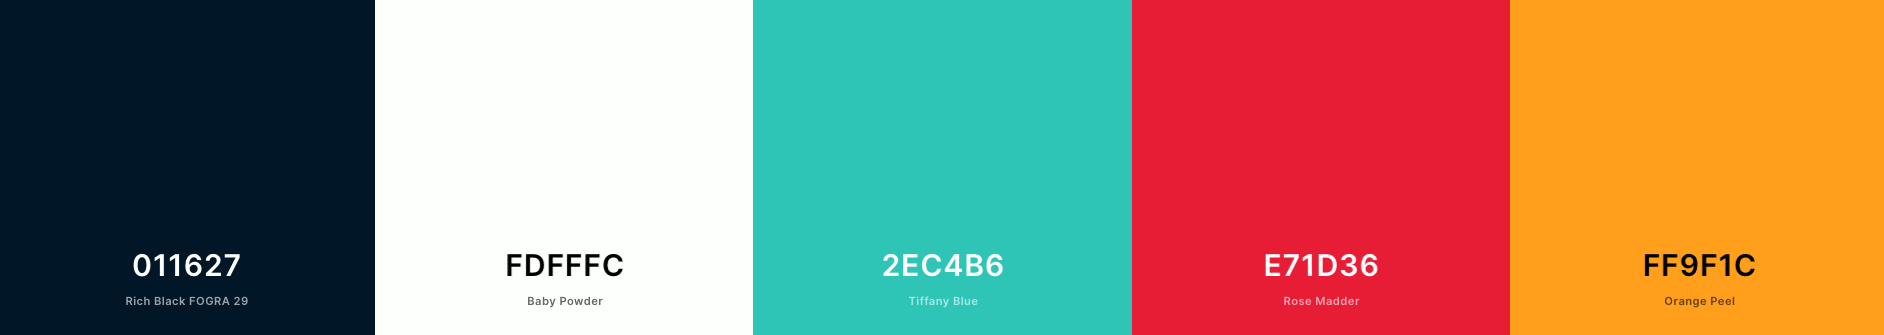 011627
Rich Black FOGRA 29
FDFFFC
Baby Powder
2EC4B6
Tiffany Blue
E71D36
Rose Madder
FF9F1C
Orange Peel